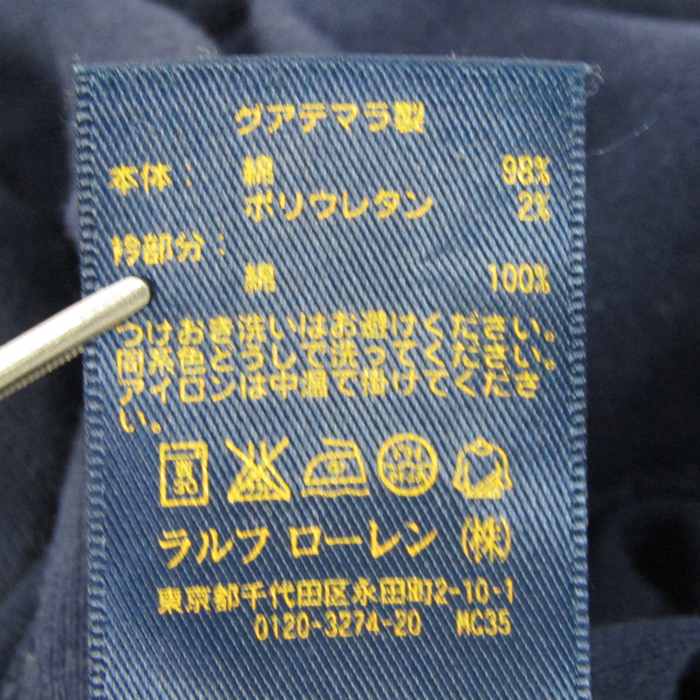 グアテマラ製
本体: 綿 98%
ポリウレタン 2%
衿部分:
綿 100%
つけおき洗いはお避けください。
同系色どうしで洗ってください。
アイロンは中温で掛けてくださ
い。
ラルフ ローレン (株)
東京都千代田区永田町2-10-1
0120-3274-20 MC35